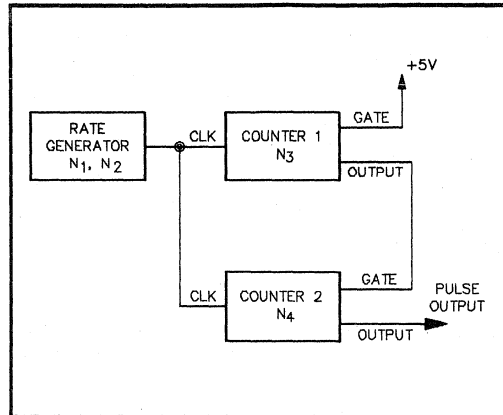 +5V
RATE
GENERATOR
N1, N2
CLK
COUNTER 1
N3
GATE
OUTPUT
CLK
COUNTER 2
N4
GATE
OUTPUT
PULSE
OUTPUT